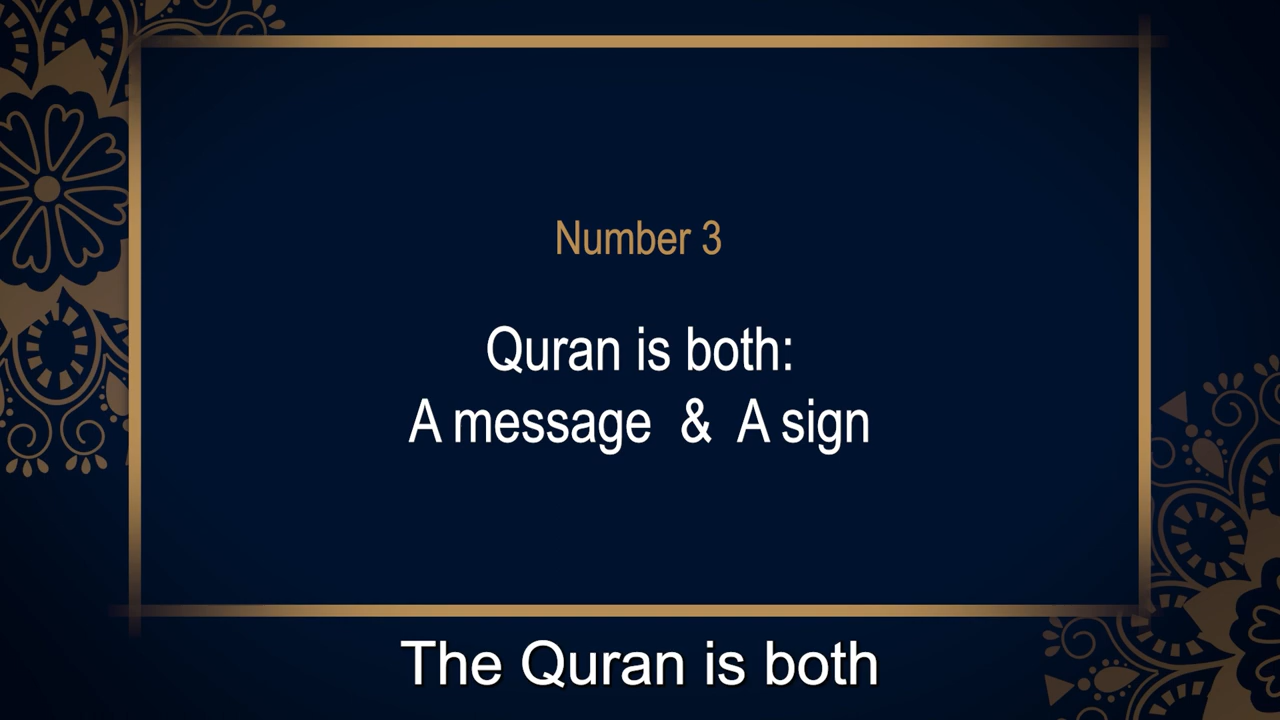 Number 3
Quran is both:
A message & A sign
The Quran is both